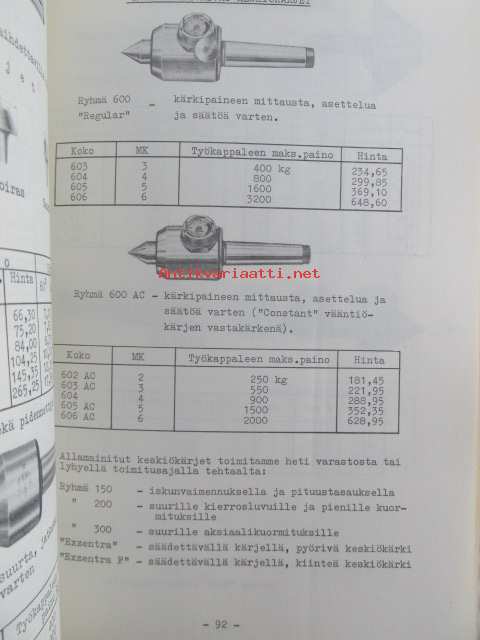 Ryhmä 600 – kärkipaineen mittausta, asettelua
"Regular" ja säätöä varten.
Koko MK Työkappaleen maks.paino Hinta
603 3 400 kg 234,65
604 4 800 299,85
605 5 1600 369,10
606 6 3200 648,60
Antikvariaatti.net
Ryhmä 600 AC – kärkipaineen mittausta, asettelua ja
säätöä varten ("Constant" vääntiö-
kärjen vastakärkenä).
Koko MK Työkappaleen maks.paino Hinta
602 AC 2 250 kg 181,45
603 AC 3 550 221,95
604 4 900 288,95
605 AC 5 1500 352,35
606 AC 6 2000 628,95
Allamainitut keskiökärjet toimitamme heti varastosta tai
lyhyellä toimitusajalla tehtaalta:
Ryhmä 150 – iskunvaimennuksella ja pituustasauksella
" 200 – suurille kierrosluvuille ja pienille kuor-
mituksille
" 300 – suurille aksiaalikuormituksille
"Exzentra" – säädettävällä kärjellä, pyörivä keskiökärki
"Exzentra F" – säädettävällä kärjellä, kiinteä keskiökärki
- 92 -
Hinta
66,30
75,20
84,00
104,25
145,35
265,25
varten